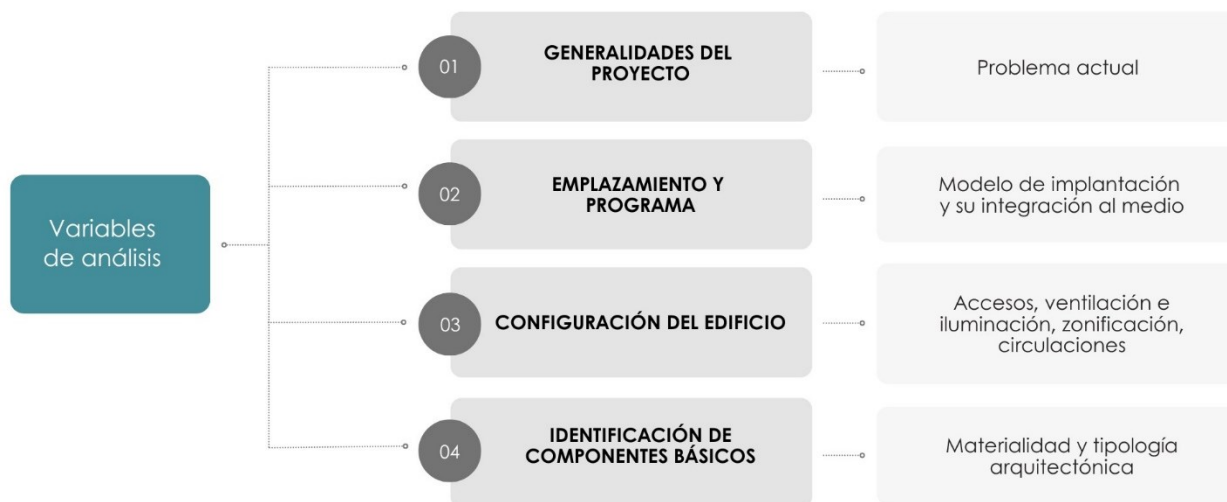 Variables
de análisis
01
GENERALIDADES DEL
PROYECTO
Problema actual
02
EMPLAZAMIENTO Y
PROGRAMA
Modelo de implantación
y su integración al medio
03
CONFIGURACIÓN DEL EDIFICIO
Accesos, ventilación e
iluminación, zonificación,
circulaciones
04
IDENTIFICACIÓN DE
COMPONENTES BÁSICOS
Materialidad y tipología
arquitectónica